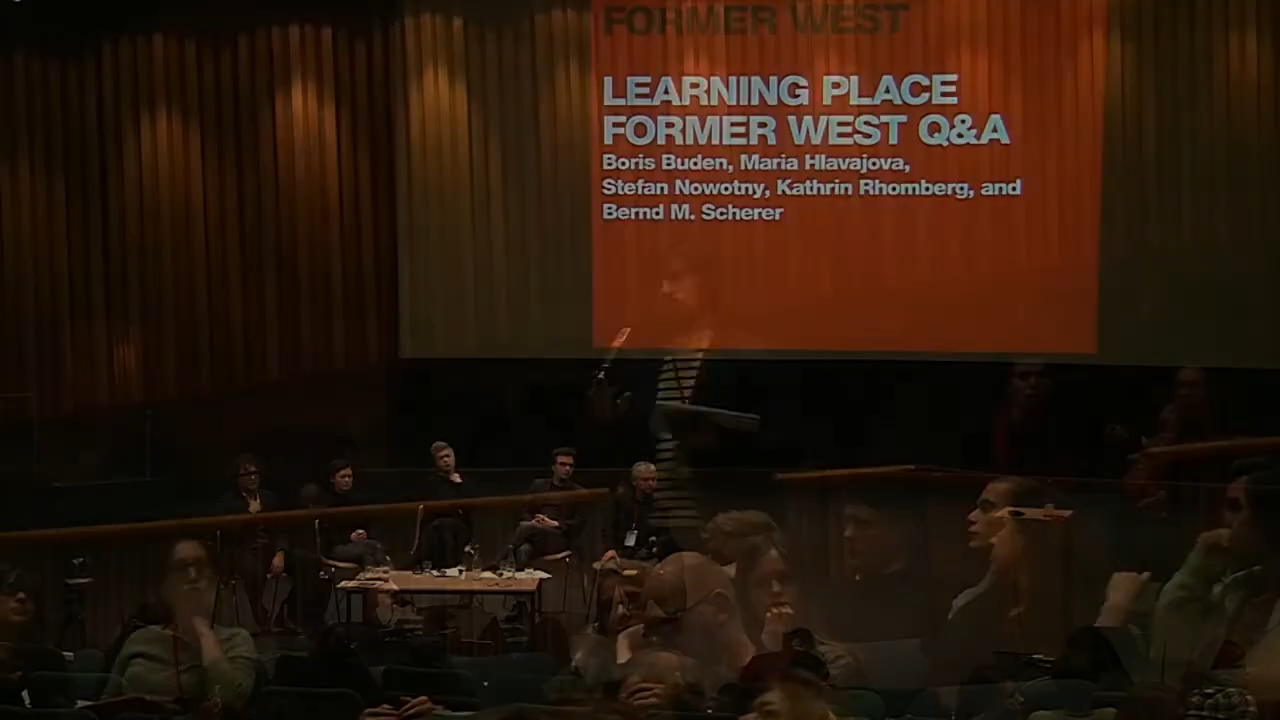 FORMER WEST
LEARNING PLACE
FORMER WEST Q&A
Boris Buden, Maria Hlavajova,
Stefan Nowotny, Kathrin Rhomberg, and
Bernd M. Scherer